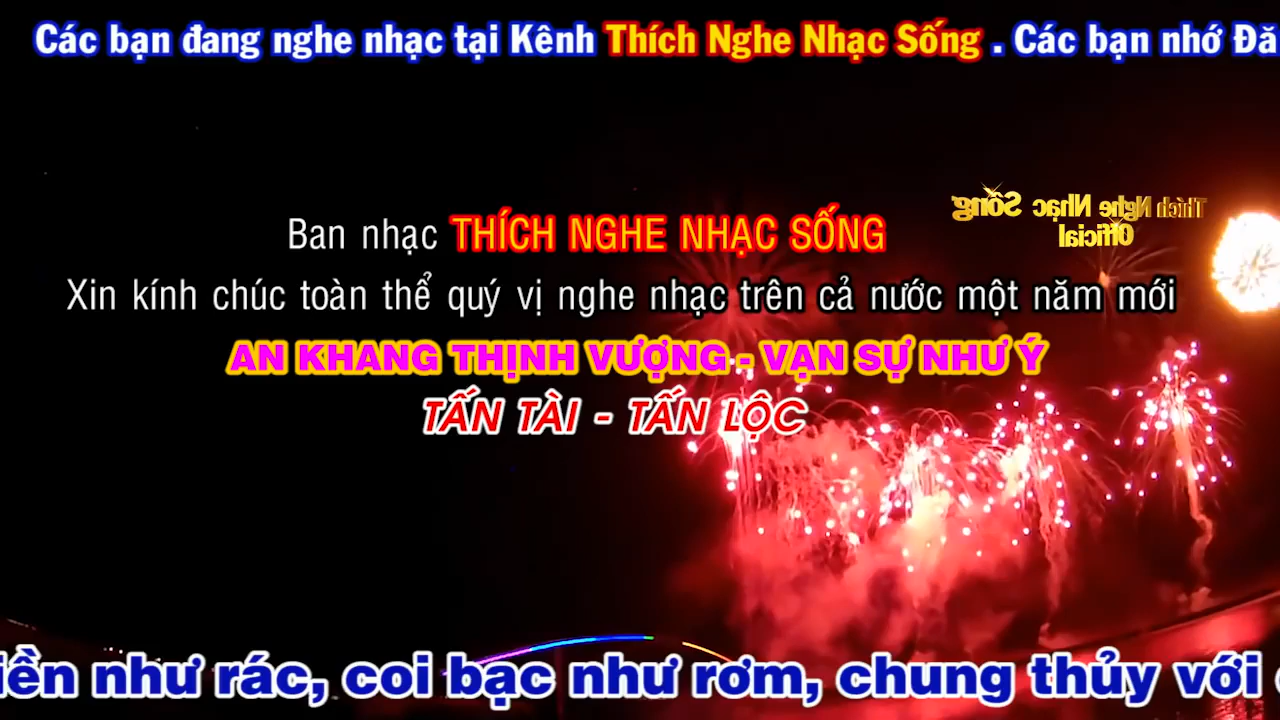 Các bạn đang nghe nhạc tại Kênh Thích Nghe Nhạc Sống . Các bạn nhớ Đă
Thích Nghe Nhạc Sống
Official
Ban nhạc THÍCH NGHE NHẠC SỐNG
Xin kính chúc toàn thể quý vị nghe nhạc trên cả nước một năm mới
AN KHANG THỊNH VƯỢNG - VẠN SỰ NHƯ Ý
TẤN TÀI - TẤN LỘC
iền như rác, coi bạc như rơm, chung thủy với